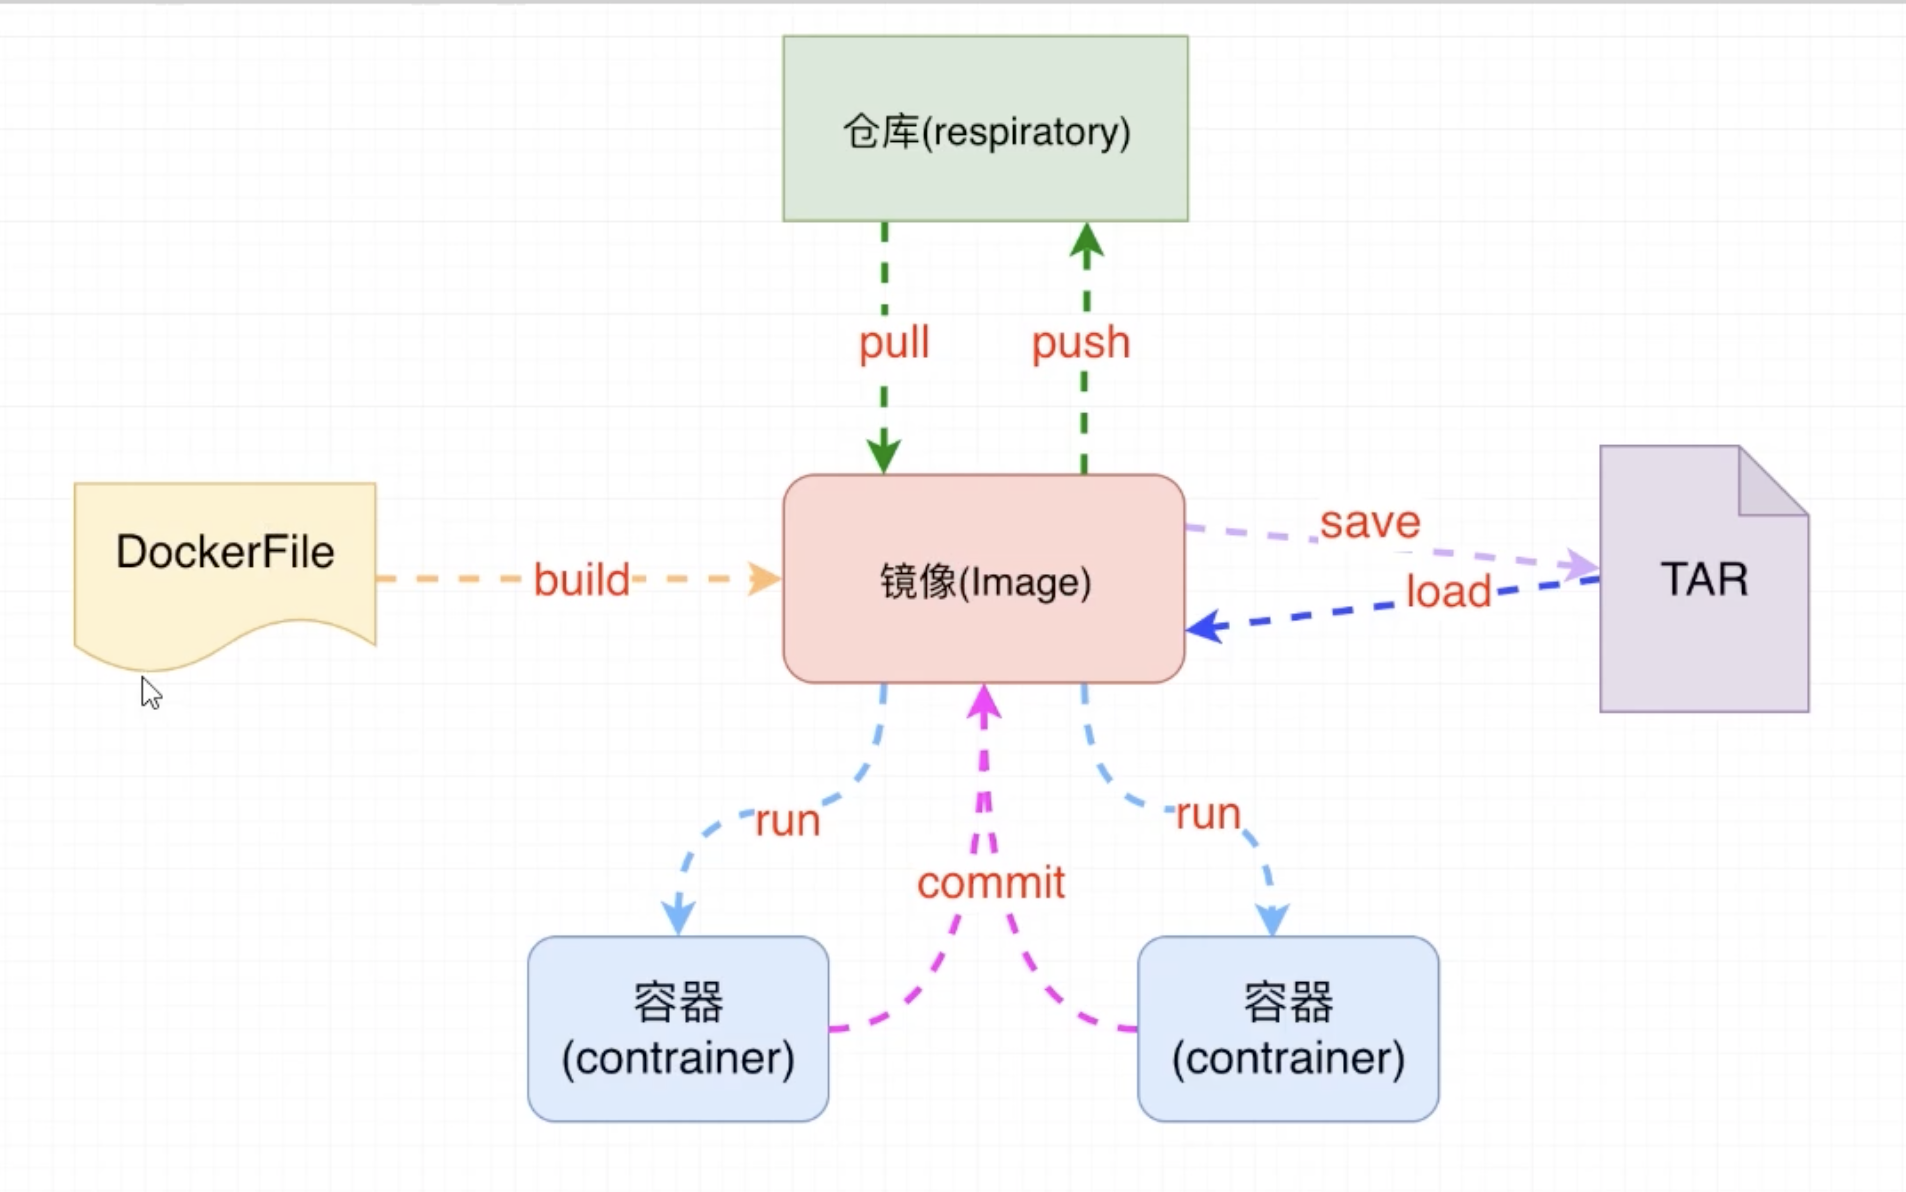 仓库(respiratory)
pull
push
DockerFile
build
镜像(Image)
save
load
TAR
run
run
commit
容器
(contrainer)
容器
(contrainer)